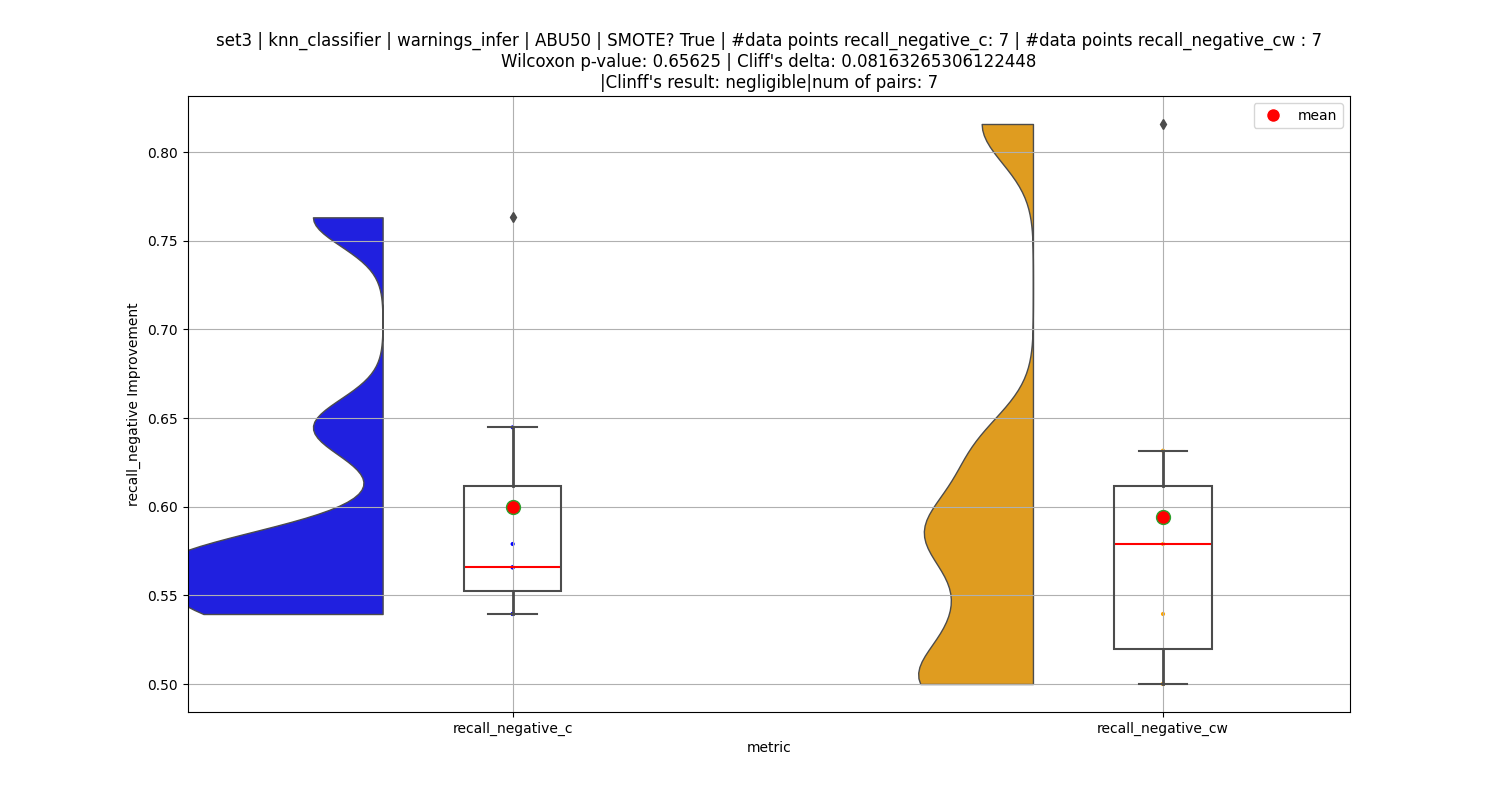 set3 | knn_classifier | warnings_infer | ABU50 | SMOTE? True | #data points recall_negative_c: 7 | #data points recall_negative_cw : 7
Wilcoxon p-value: 0.65625 | Cliff's delta: 0.08163265306122448
|Clinff's result: negligible|num of pairs: 7
mean
0.80
0.75
0.70
0.65
0.60
0.55
0.50
recall_negative Improvement
recall_negative_c
recall_negative_cw
metric